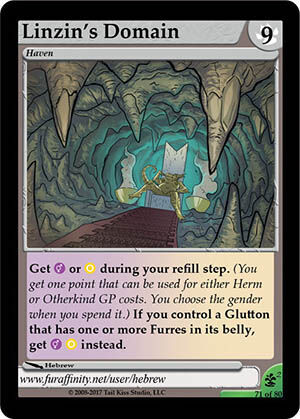 Linzin's Domain 9
Haven
Get ⚥ or ○ during your refill step. (You
get one point that can be used for either Herm
or Otherkind GP costs. You choose the gender
when you spend it.) If you control a Glutton
that has one or more Furres in its belly,
get ⚥ ○ instead.
Hebrew
www.furaffinity.net/user/hebrew
71 of 80
© 2008-2017 Tail Kiss Studio, LLC